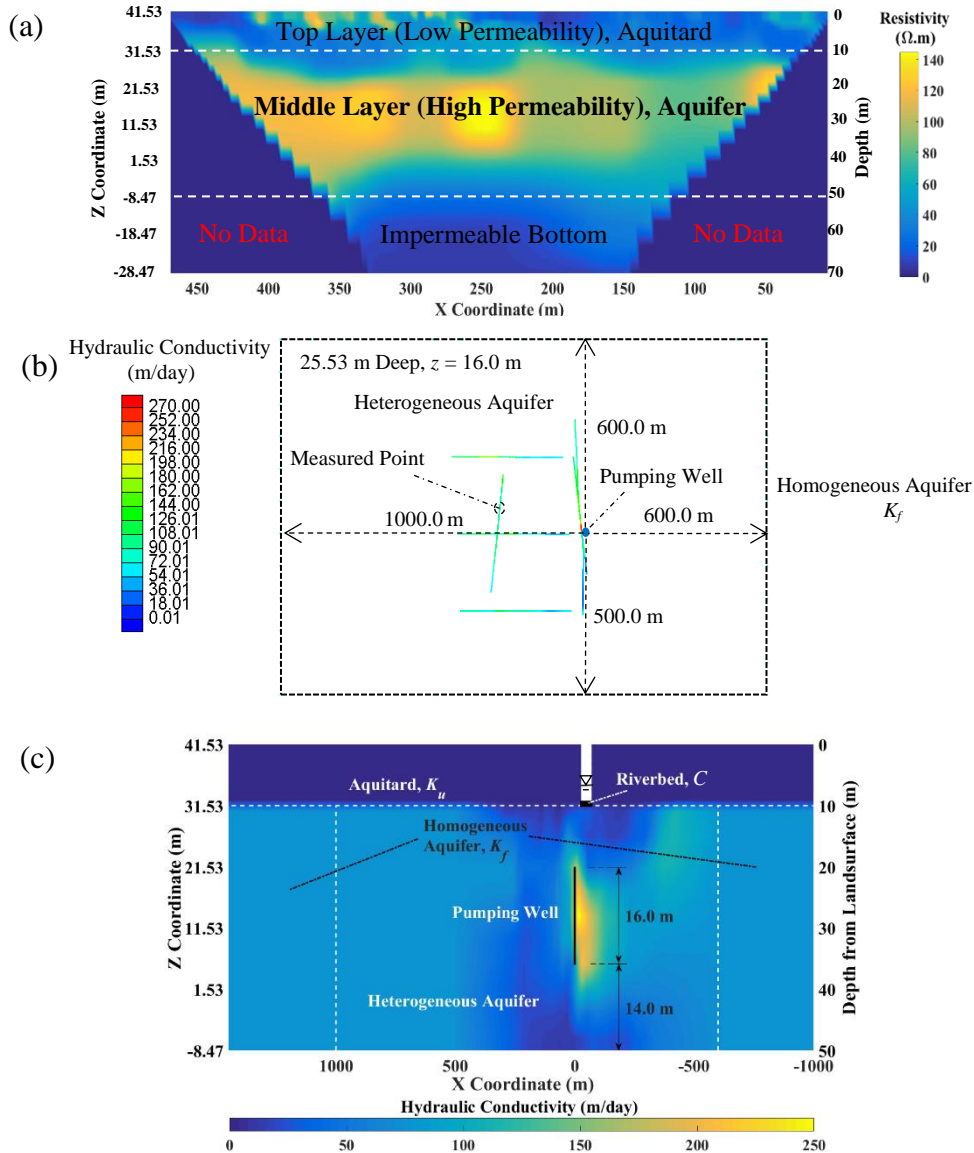 (a)
41.53
31.53
21.53
11.53
1.53
-8.47
-18.47
-28.47
Z Coordinate (m)
Top Layer (Low Permeability), Aquitard
Middle Layer (High Permeability), Aquifer
No Data
Impermeable Bottom
No Data
0
10
20
30
40
50
60
70
Depth (m)
450 400 350 300 250 200 150 100 50
X Coordinate (m)
Resistivity
(Ω.m)
140
120
100
80
60
40
20
0
(b)
Hydraulic Conductivity
(m/day)
270.00
252.00
234.00
216.00
198.00
180.00
162.00
144.00
126.01
108.01
90.01
72.01
54.01
36.01
18.01
0.01
25.53 m Deep, z = 16.0 m
Heterogeneous Aquifer
600.0 m
Measured Point
Pumping Well
1000.0 m
600.0 m
500.0 m
Homogeneous Aquifer
K_f
(c)
41.53
31.53
21.53
11.53
1.53
-8.47
Z Coordinate (m)
Aquitard, K_u
Riverbed, C
Homogeneous
Aquifer, K_f
Pumping Well
16.0 m
Heterogeneous Aquifer
14.0 m
0
10
20
30
40
50
Depth from Landsurface (m)
1000 500 0 -500 -1000
X Coordinate (m)
Hydraulic Conductivity (m/day)
0 50 100 150 200 250